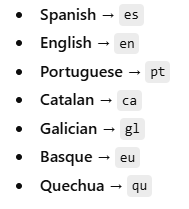 • Spanish → es
• English → en
• Portuguese → pt
• Catalan → ca
• Galician → gl
• Basque → eu
• Quechua → qu